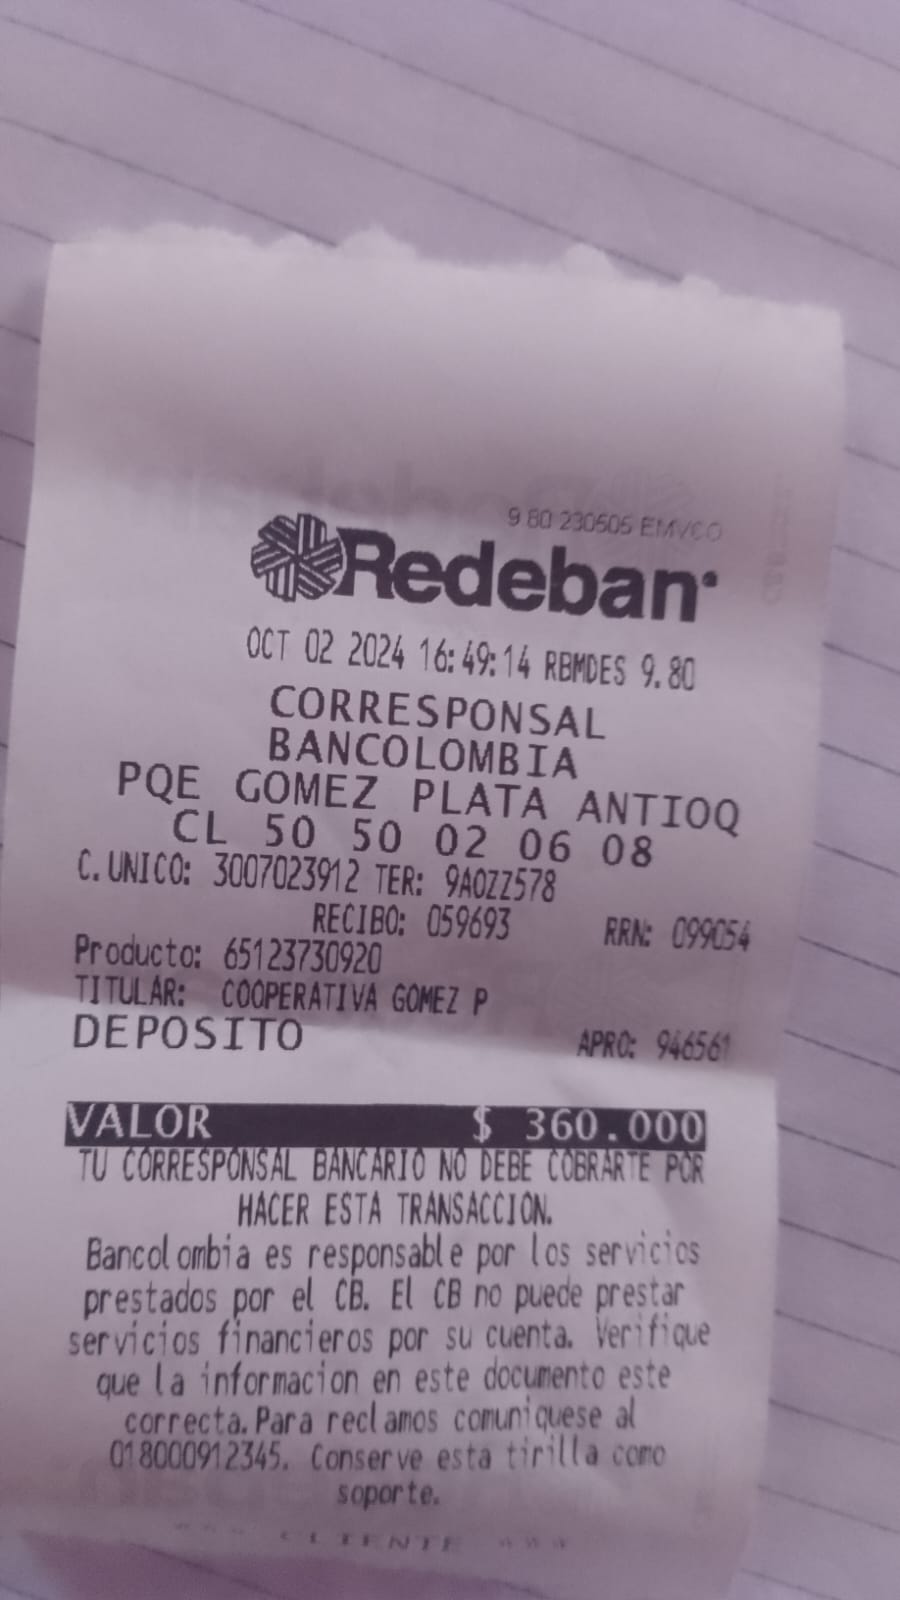 9.80 230505 EMVCO
Redeban
OCT 02 2024 16:49:14 RBMDES 9.80
CORRESPONSAL
BANCOLOMBIA
PQE GOMEZ PLATA ANTIOQ
CL 50 50 02 06 08
C.UNICO: 3007023912 TER: 9A0ZZ578
RECIBO: 059693 RRN: 099054
Producto: 65123730920
TITULAR: COOPERATIVA GOMEZ P
DEPOSITO APRO: 946561
VALOR $ 360.000
TU CORRESPONSAL BANCARIO NO DEBE COBRARTE POR
HACER ESTA TRANSACCION.
Bancolombia es responsable por los servicios
prestados por el CB. El CB no puede prestar
servicios financieros por su cuenta. Verifique
que la informacion en este documento este
correcta. Para reclamos comuniquese al
018000912345. Conserve esta tirilla como
soporte.
*** CLIENTE ***